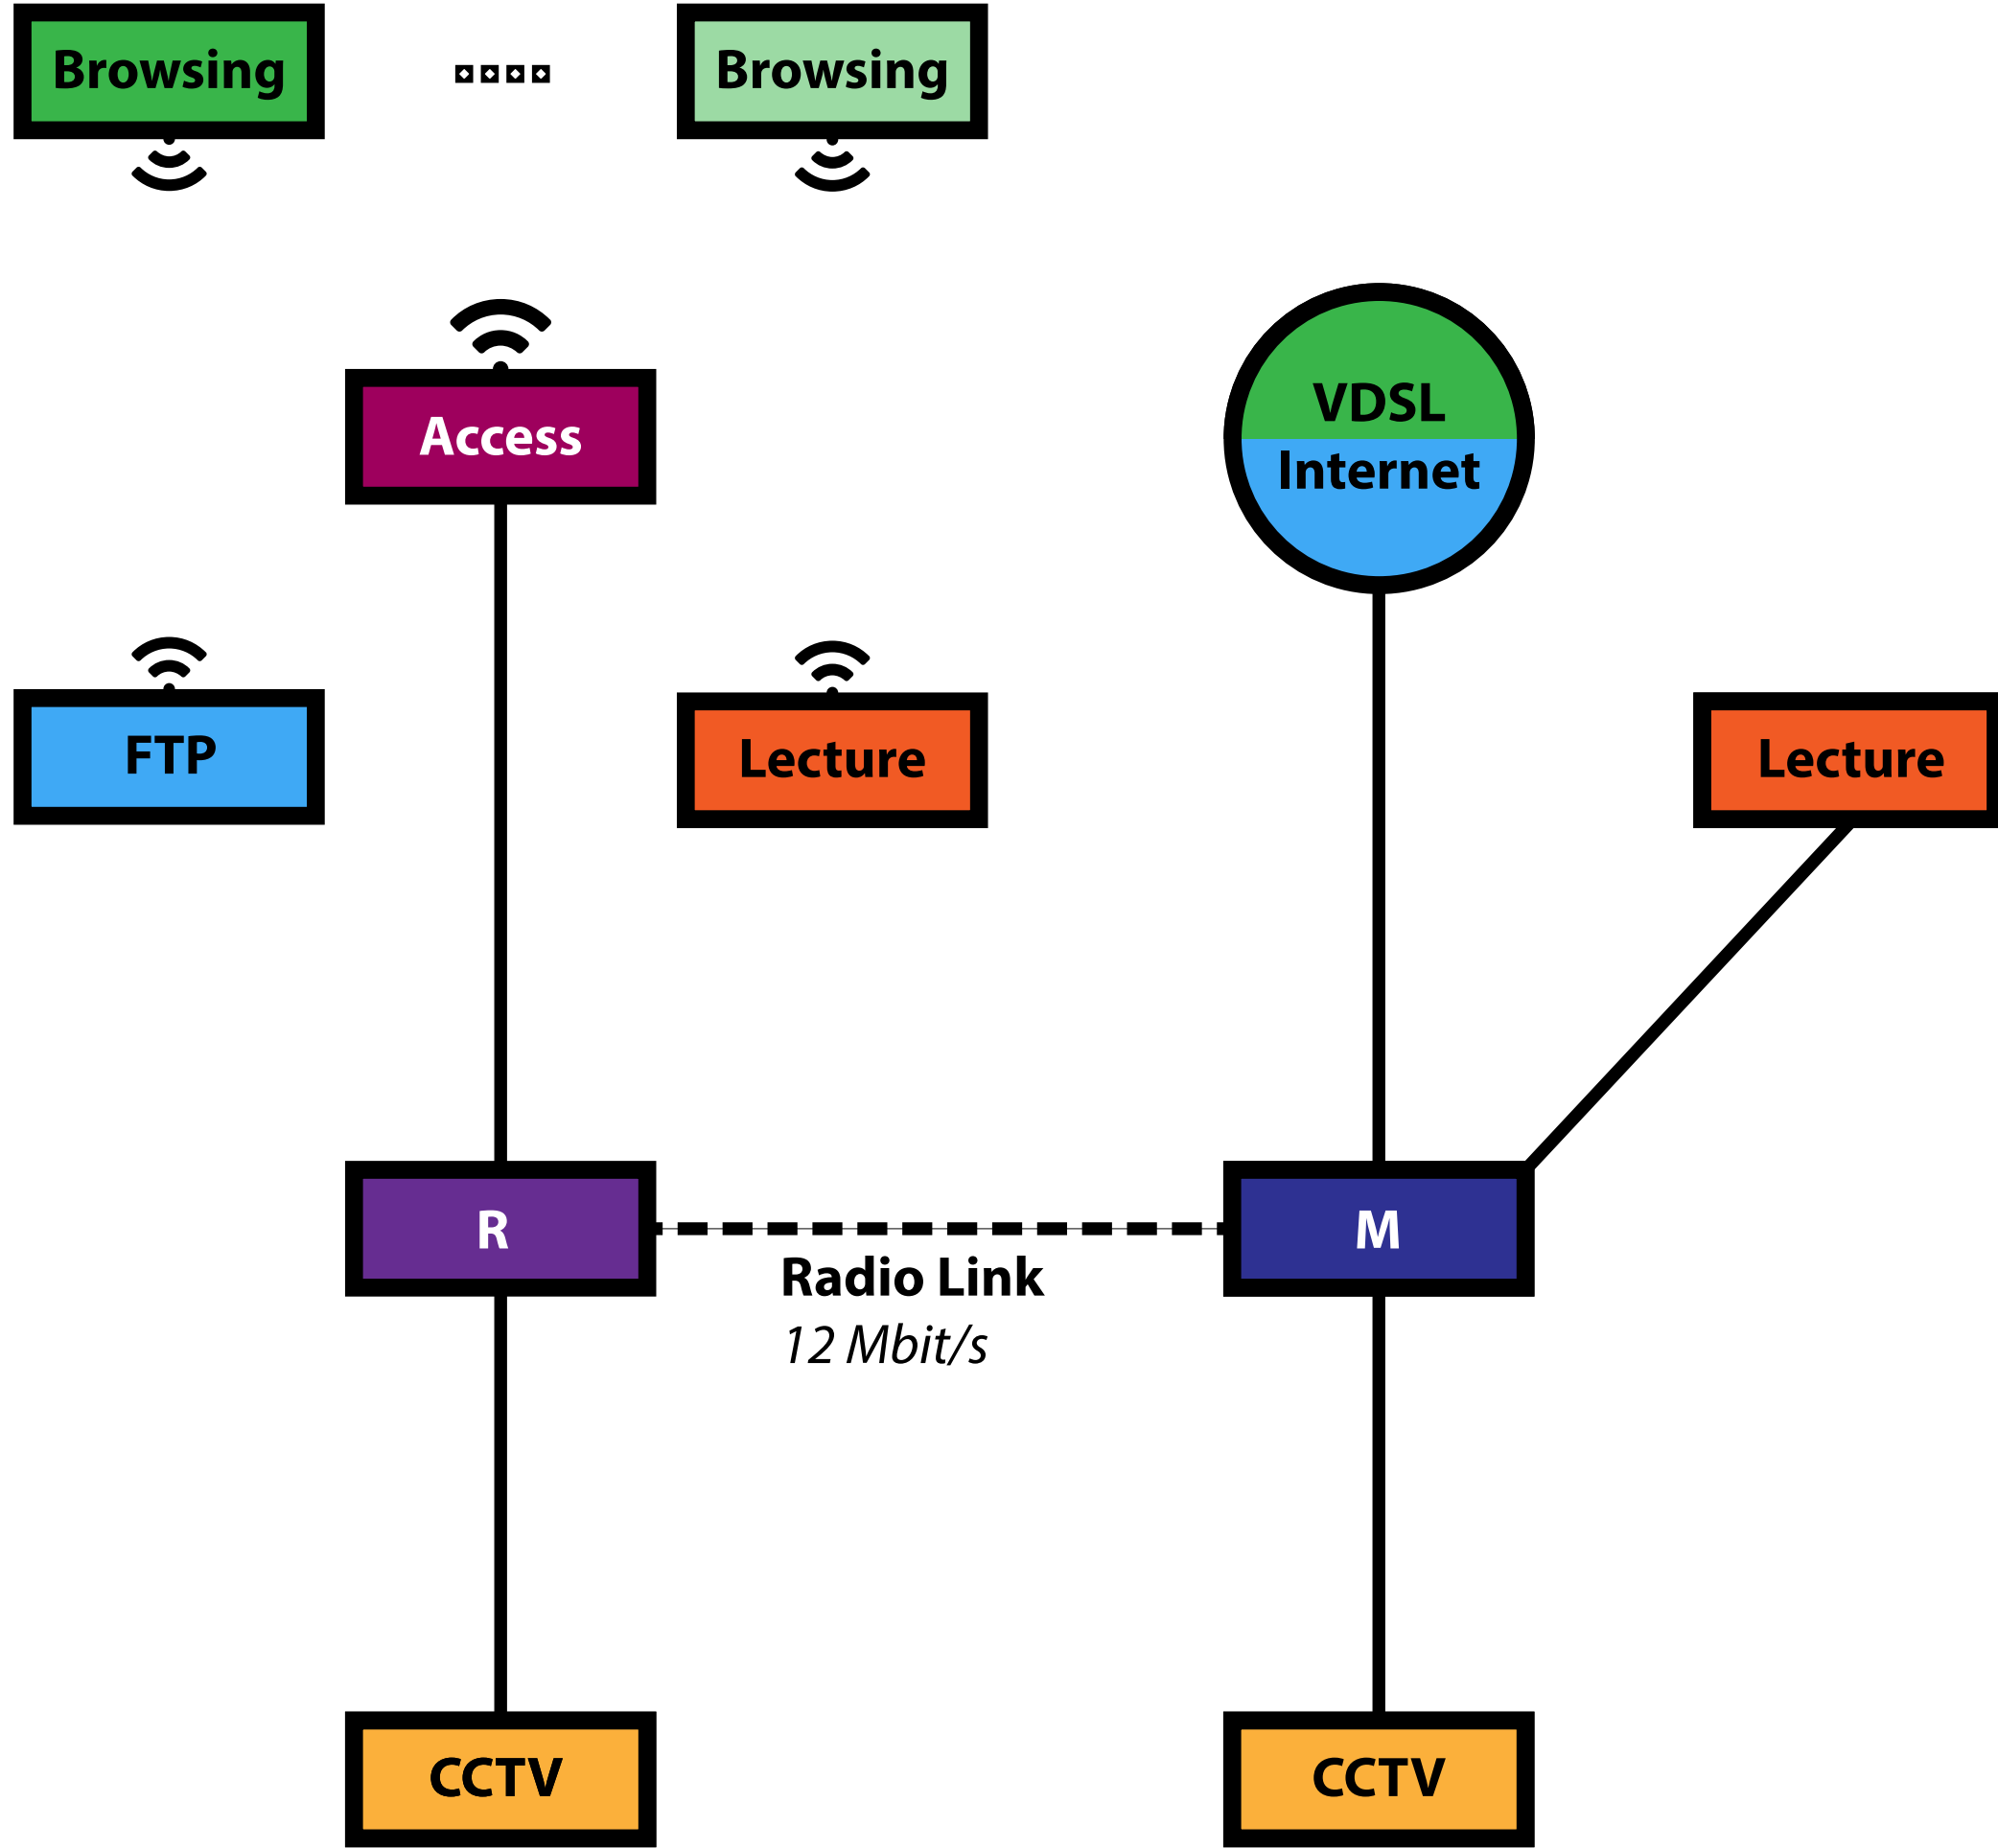 Browsing
Browsing
Access
VDSL
Internet
FTP
Lecture
Lecture
R
M
Radio Link
12 Mbit/s
CCTV
CCTV